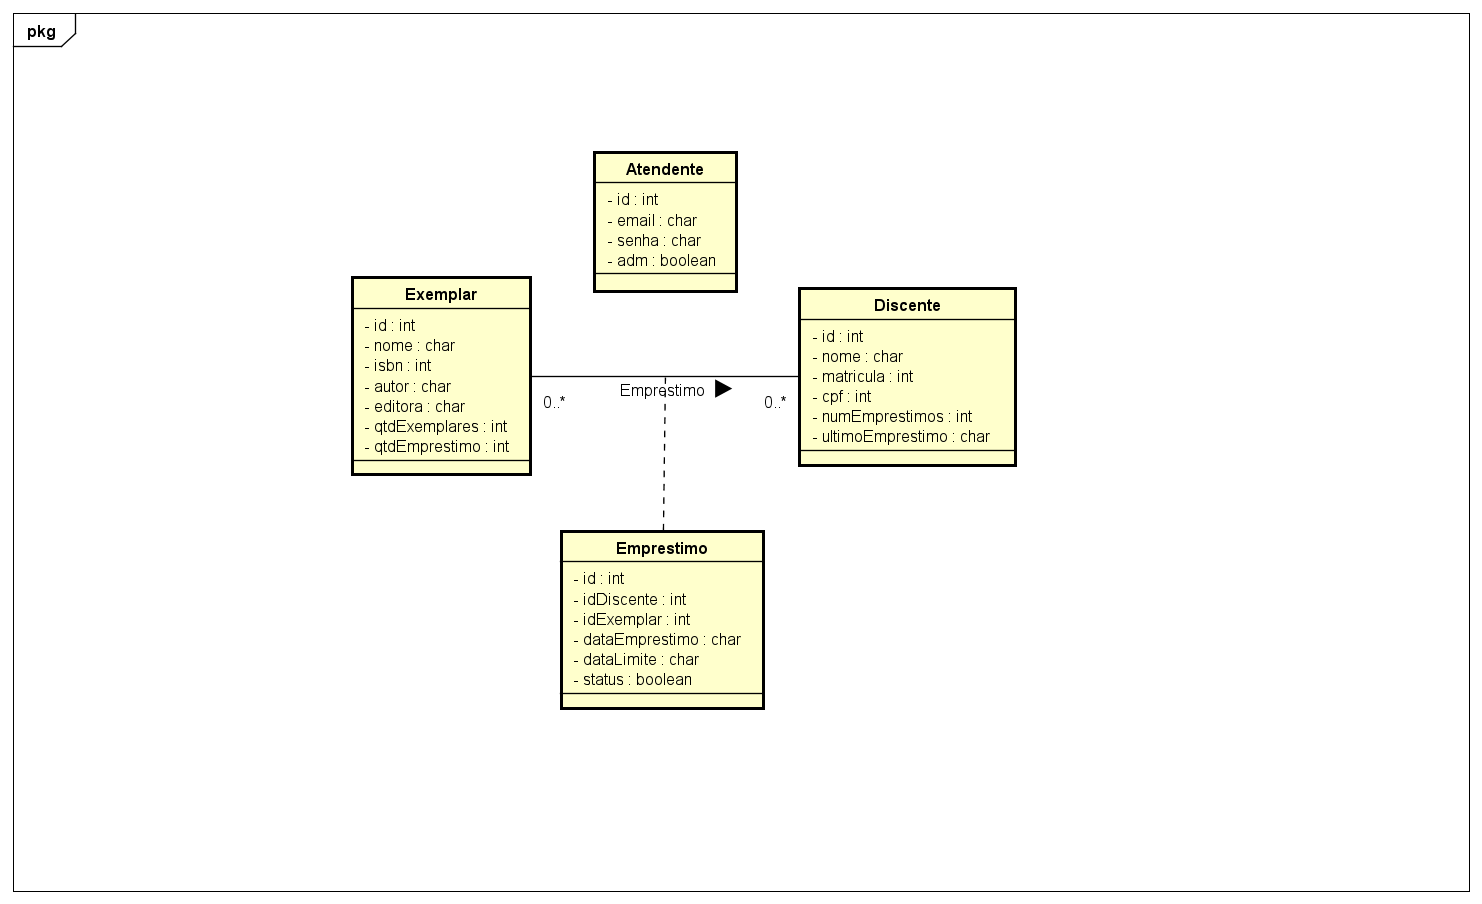 pkg
Atendente
- id : int
- email : char
- senha : char
- adm : boolean
Exemplar
- id : int
- nome : char
- isbn : int
- autor : char
- editora : char
- qtdExemplares : int
- qtdEmprestimo : int
Emprestimo
0..*
0..*
Discente
- id : int
- nome : char
- matricula : int
- cpf : int
- numEmprestimos : int
- ultimoEmprestimo : char
Emprestimo
- id : int
- idDiscente : int
- idExemplar : int
- dataEmprestimo : char
- dataLimite : char
- status : boolean